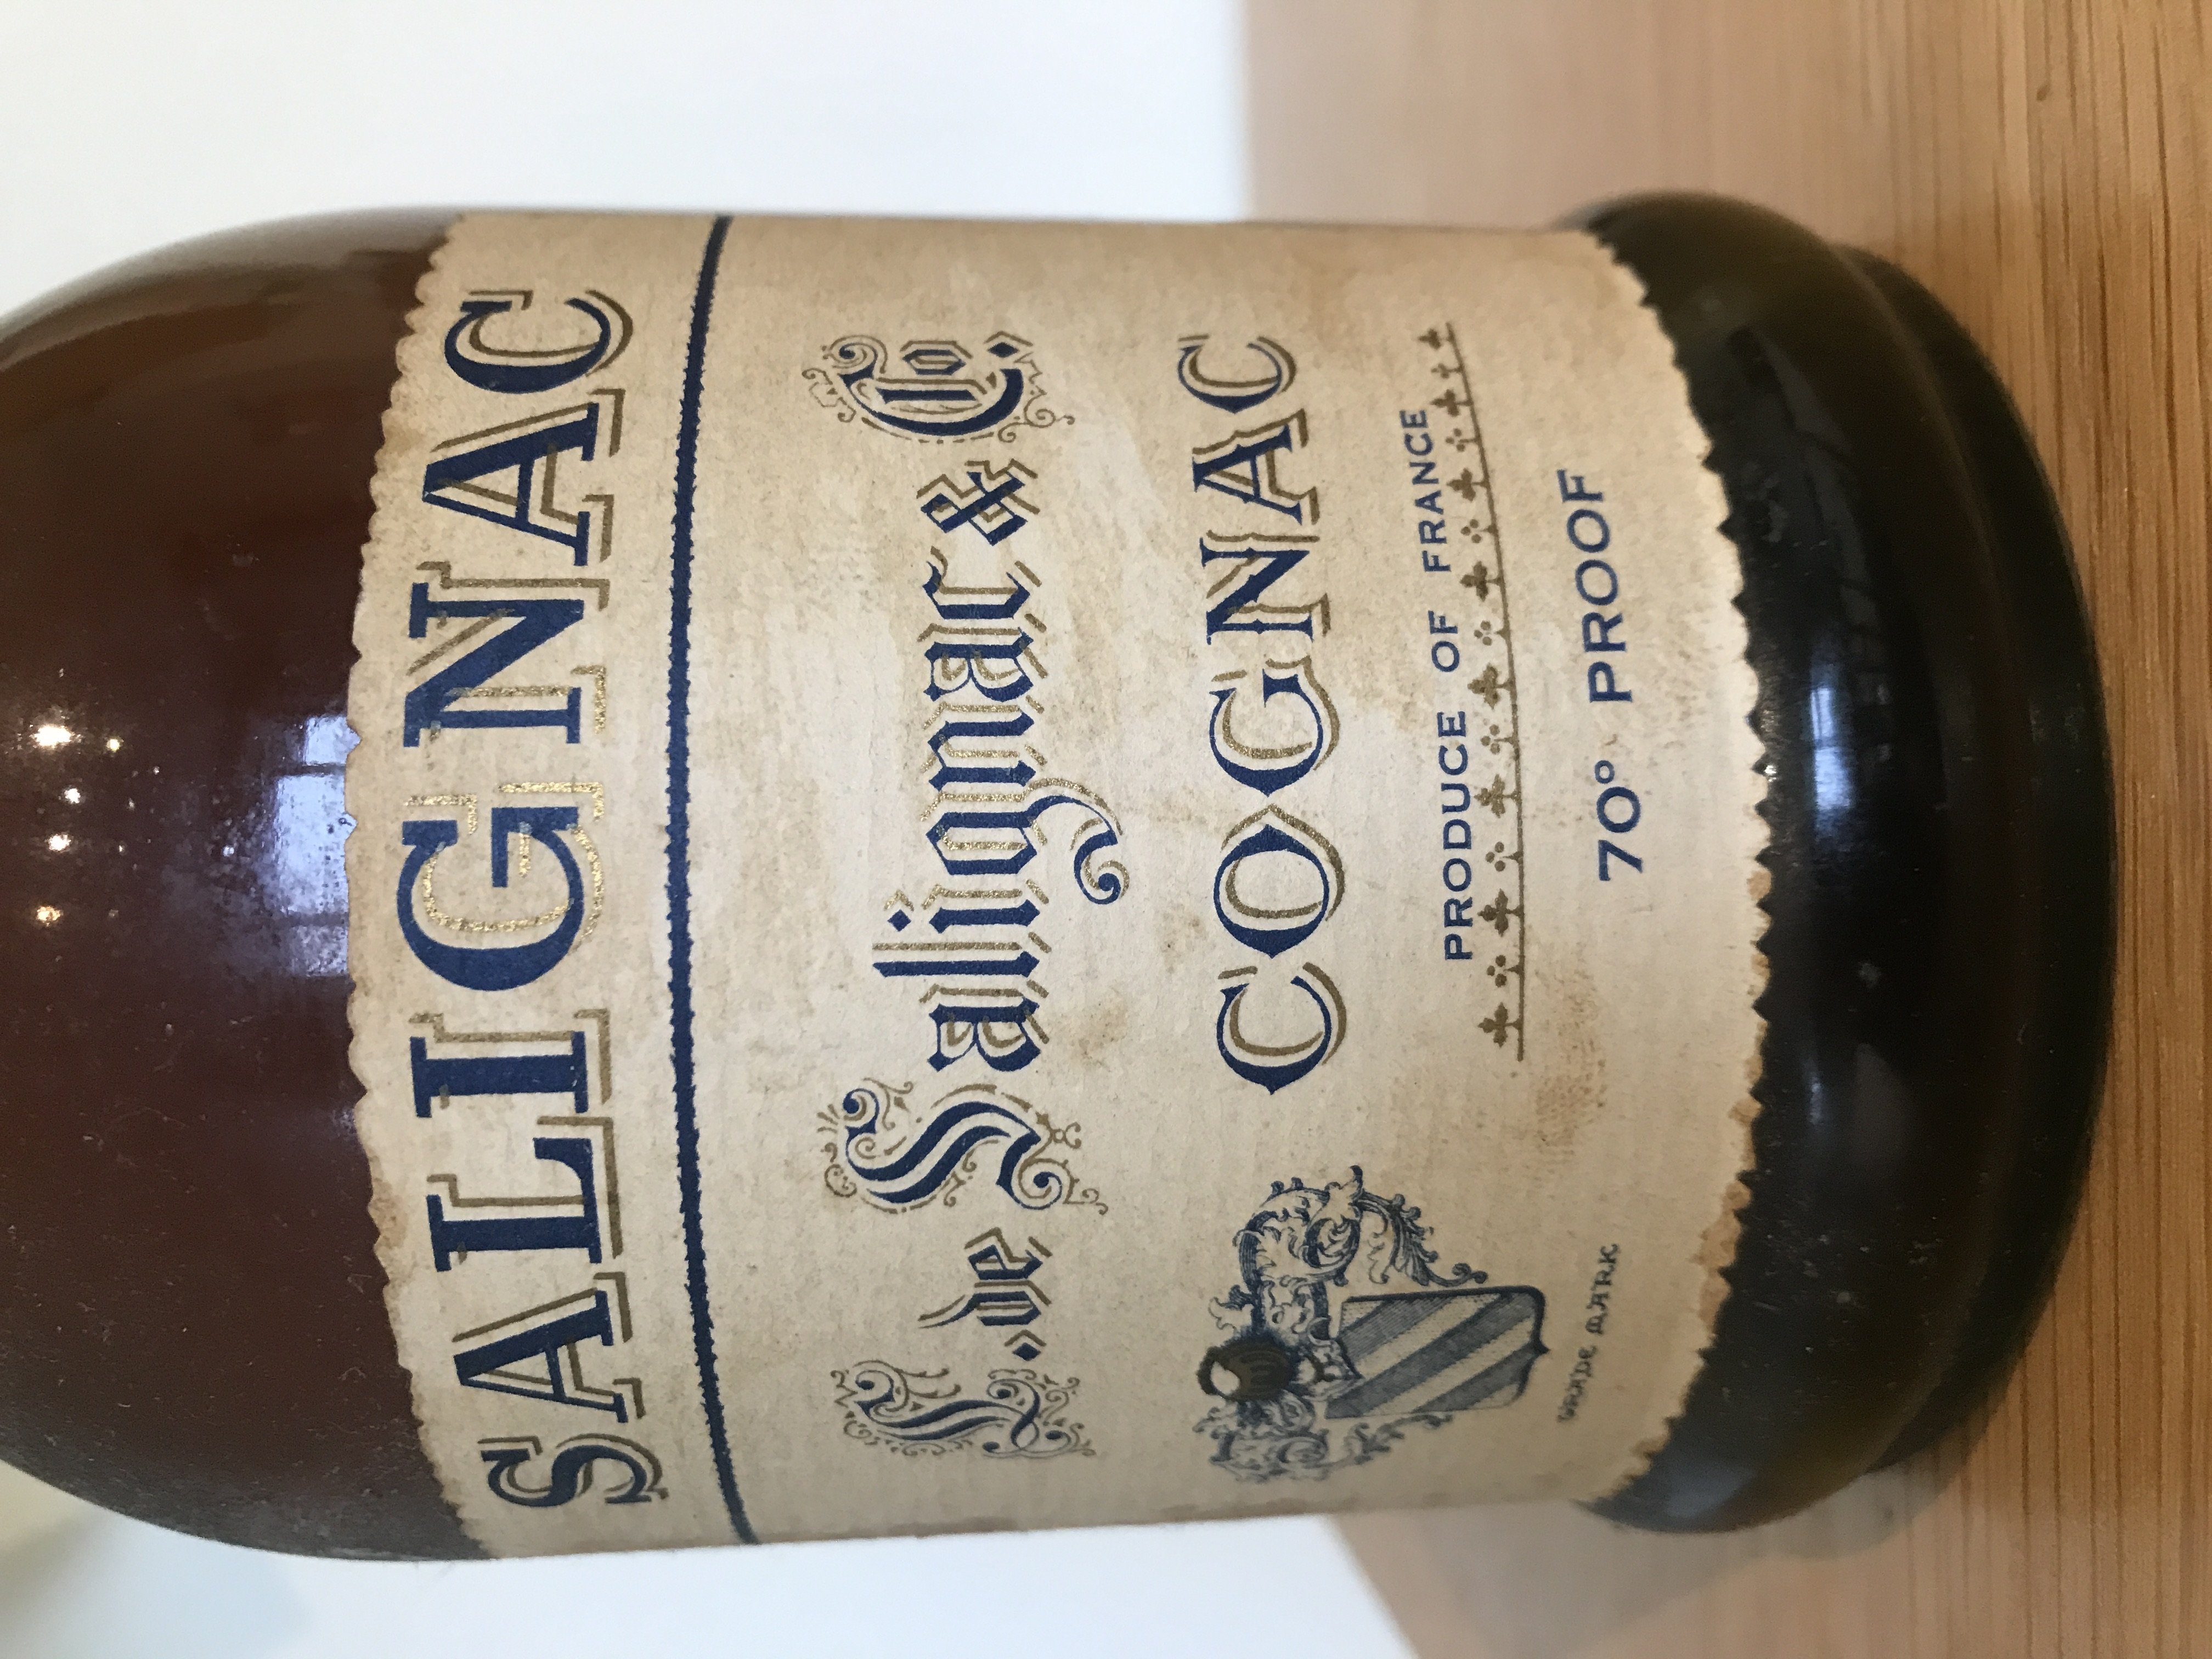 SALIGNAC
L. de Salignac & Co.
COGNAC
PRODUCE OF FRANCE
70° PROOF
TRADE MARK